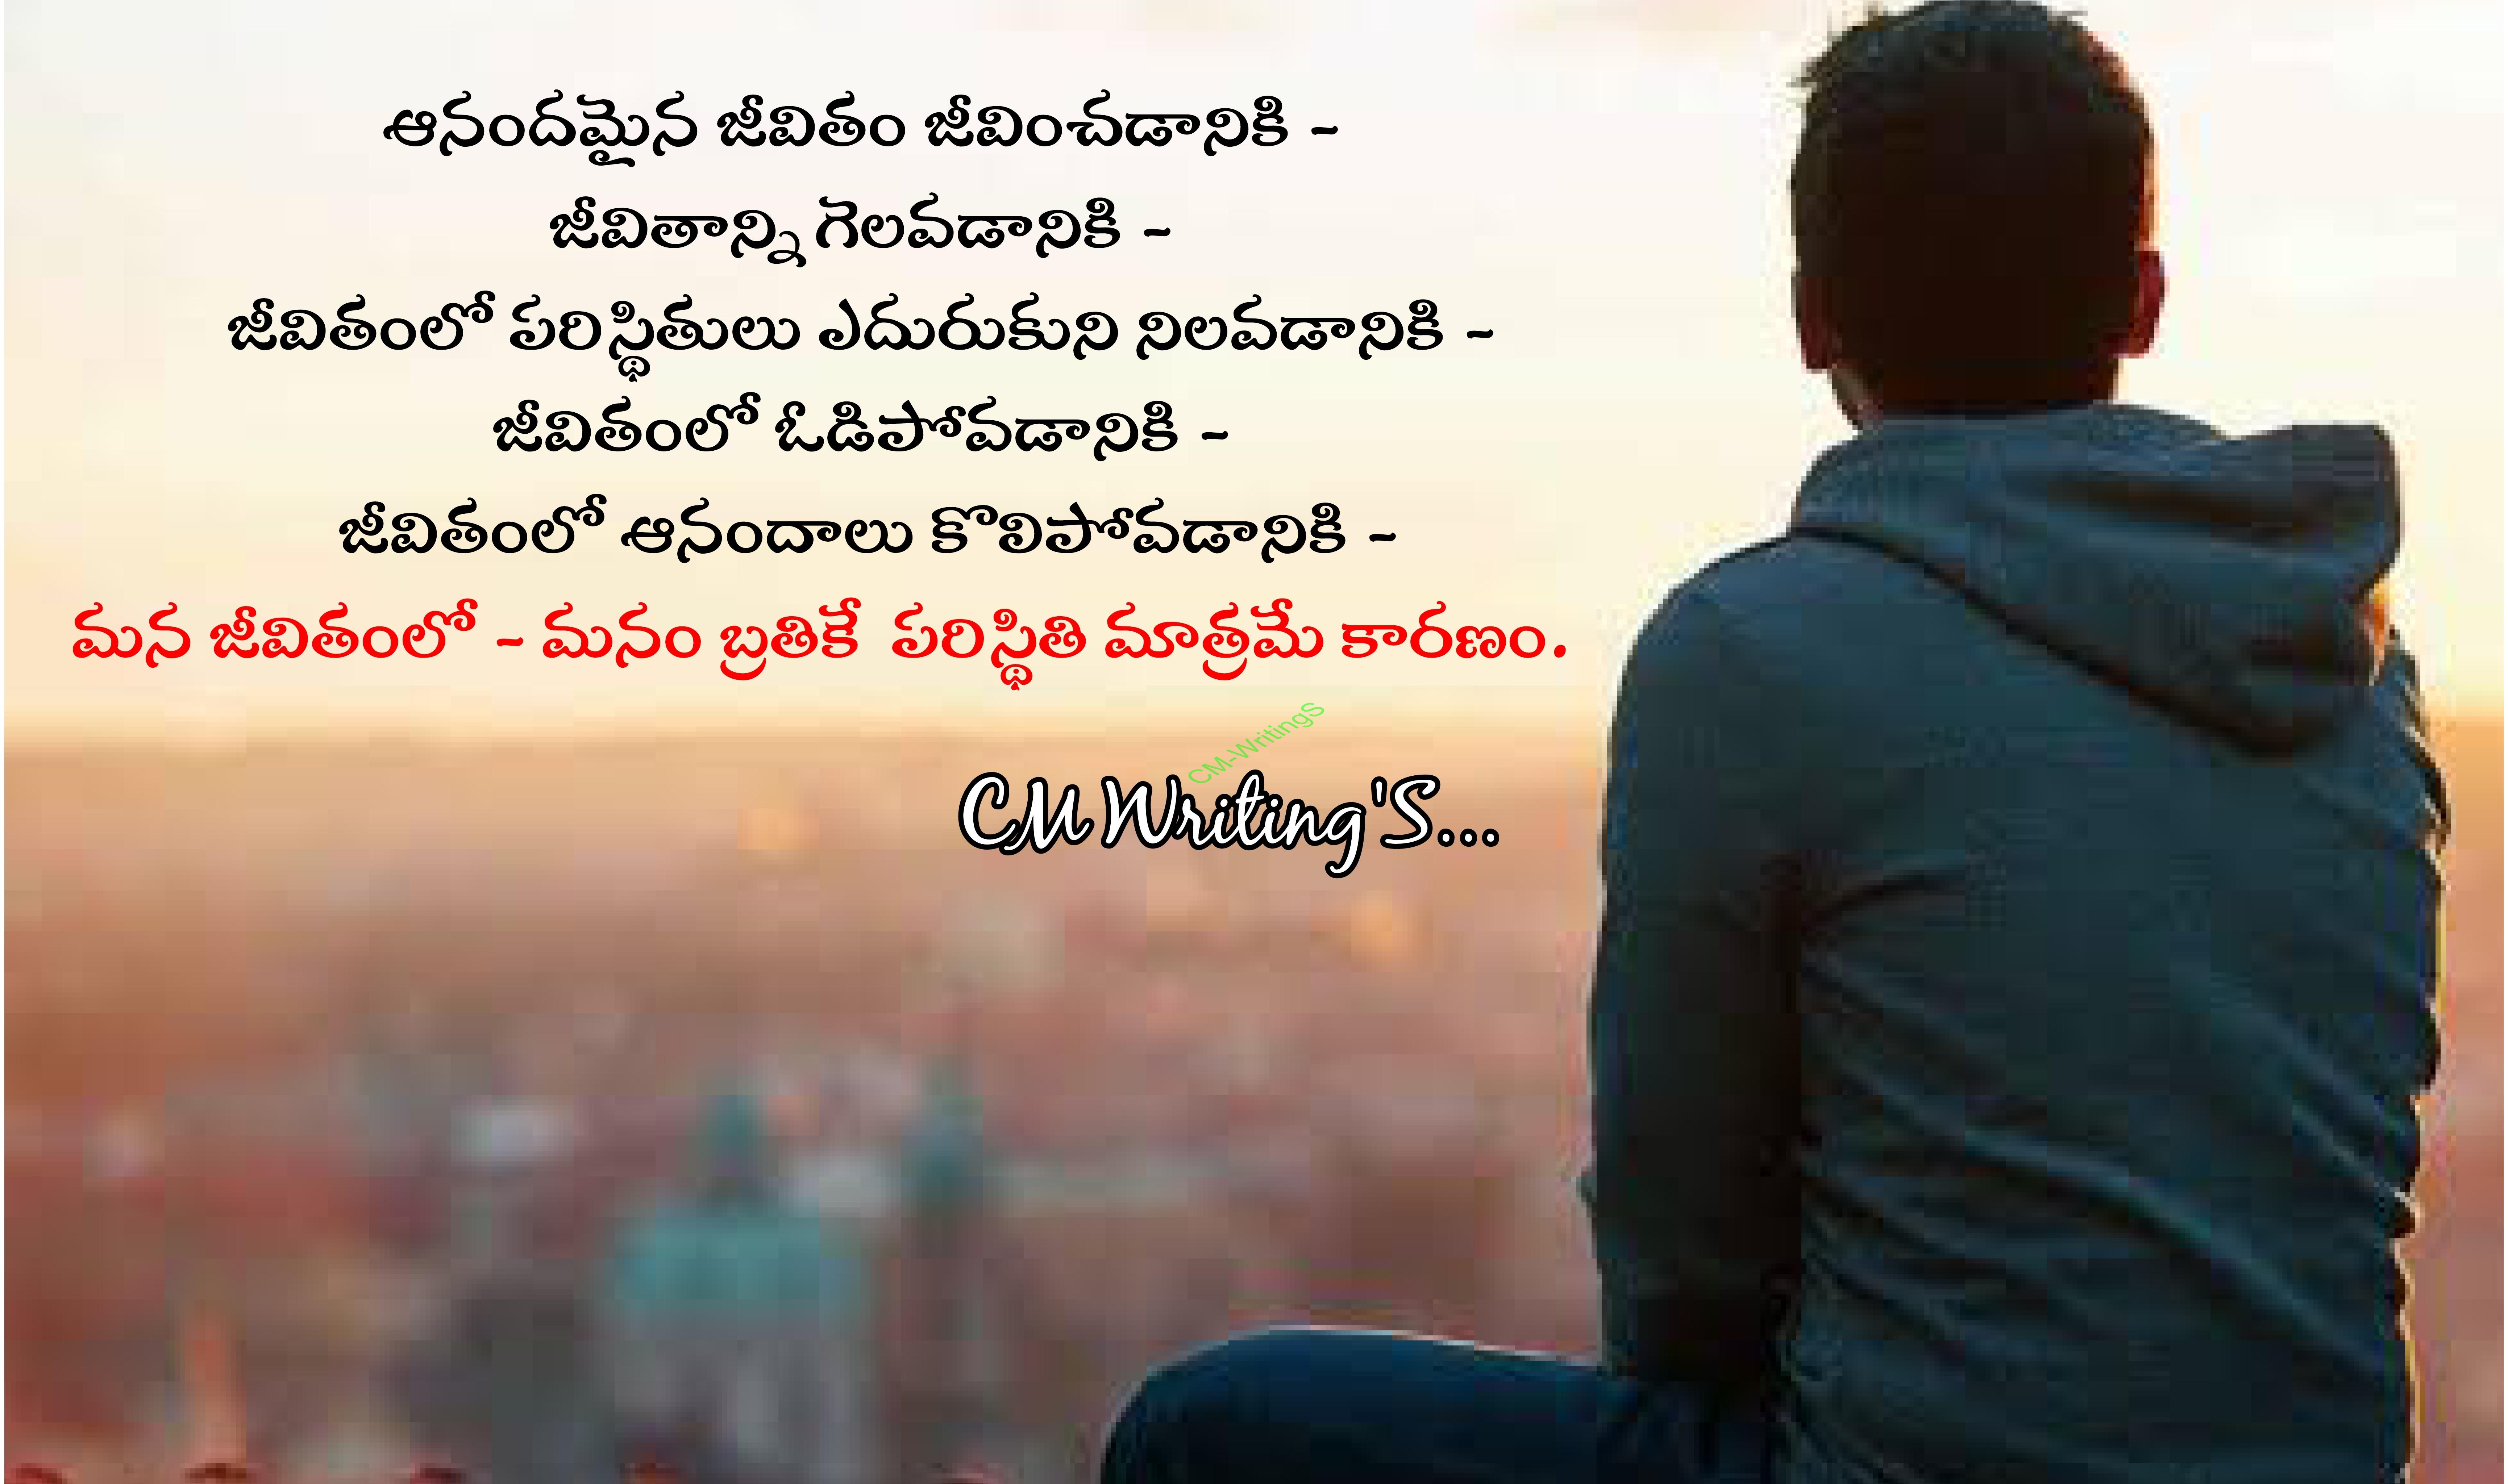 ఆనందమైన జీవితం జీవించడానికి -
జీవితాన్ని గెలవడానికి -
జీవితంలో పరిస్థితులు ఎదురుకుని నిలవడానికి -
జీవితంలో ఓడిపోవడానికి -
జీవితంలో ఆనందాలు కొలిపోవడానికి -
మన జీవితంలో - మనం బ్రతికే పరిస్థితి మాత్రమే కారణం.
CM-WritingS
CM Writing'S...